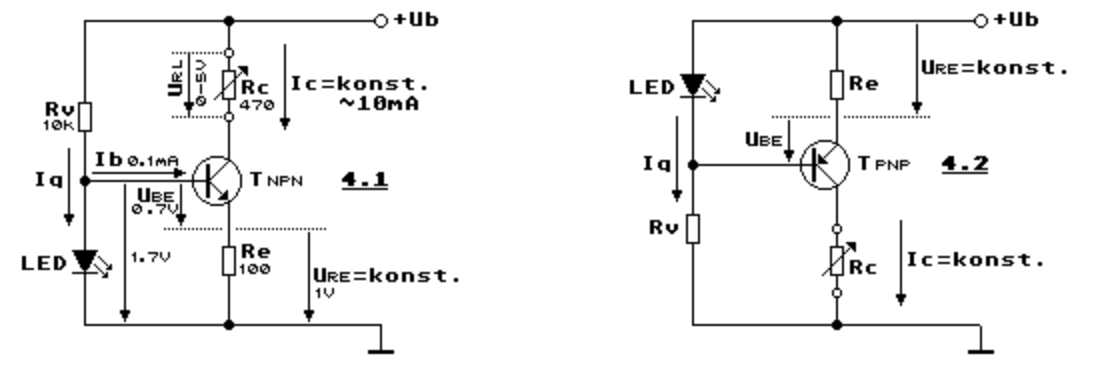 +Ub
URL
0-5V
Rc
470
Ic=konst.
~10mA
Rv
10K
Ib 0.1mA
Iq
TNPN
4.1
UBE
0.7V
LED
1.7V
Re
100
URE=konst.
1V
+Ub
LED
Re
URE=konst.
UBE
Iq
TPNP
4.2
Rv
Rc
Ic=konst.